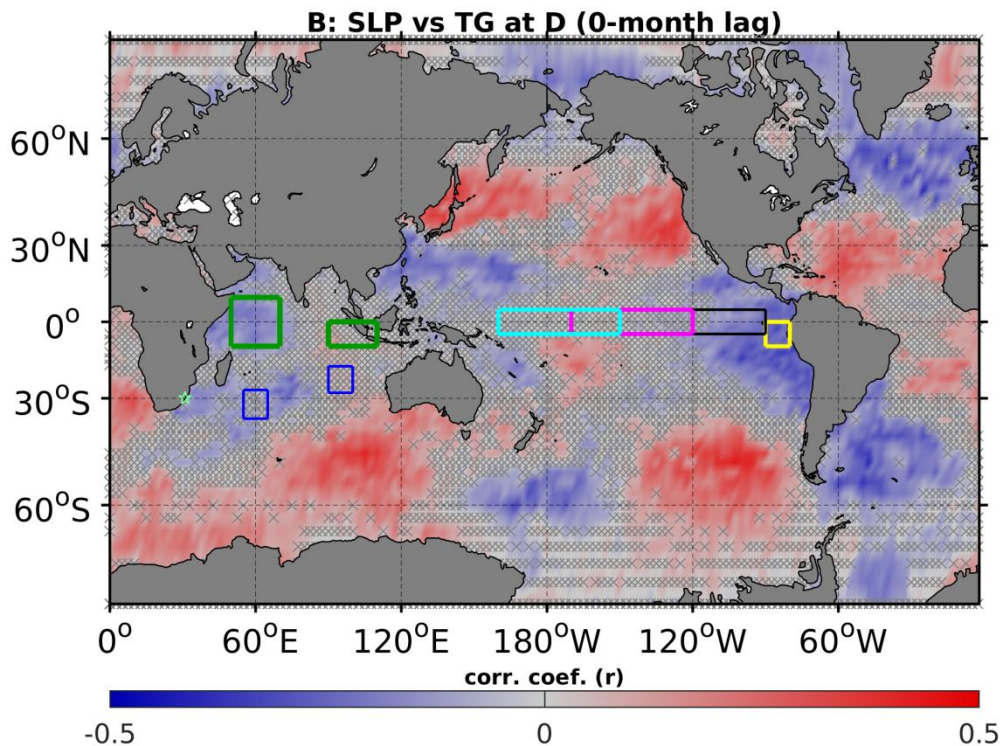 B: SLP vs TG at D (0-month lag)
60°N
30°N
0°
30°S
60°S
0° 60°E 120°E 180°W 120°W 60°W
corr. coef. (r)
-0.5 0 0.5